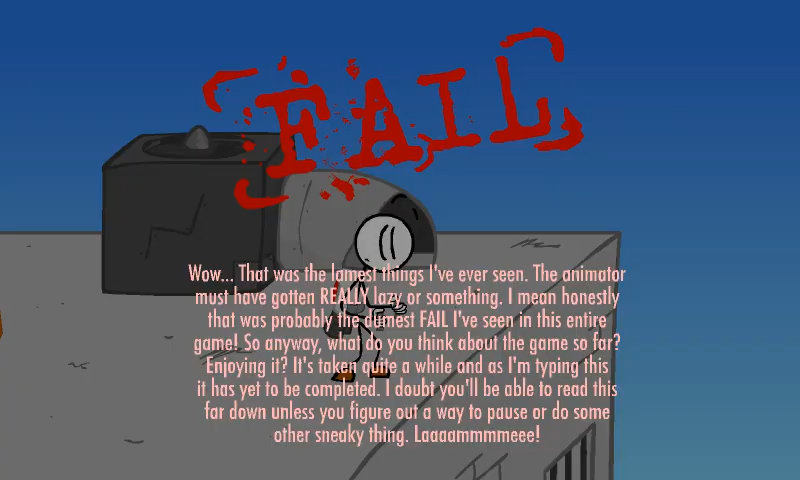 FAIL
Wow... That was the lamest things I've ever seen. The animator
must have gotten REALLY lazy or something. I mean honestly
that was probably the dumest FAIL I've seen in this entire
game! So anyway, what do you think about the game so far?
Enjoying it? It's taken quite a while and as I'm typing this
it has yet to be completed. I doubt you'll be able to read this
far down unless you figure out a way to pause or do some
other sneaky thing. Laaaammmmeee!